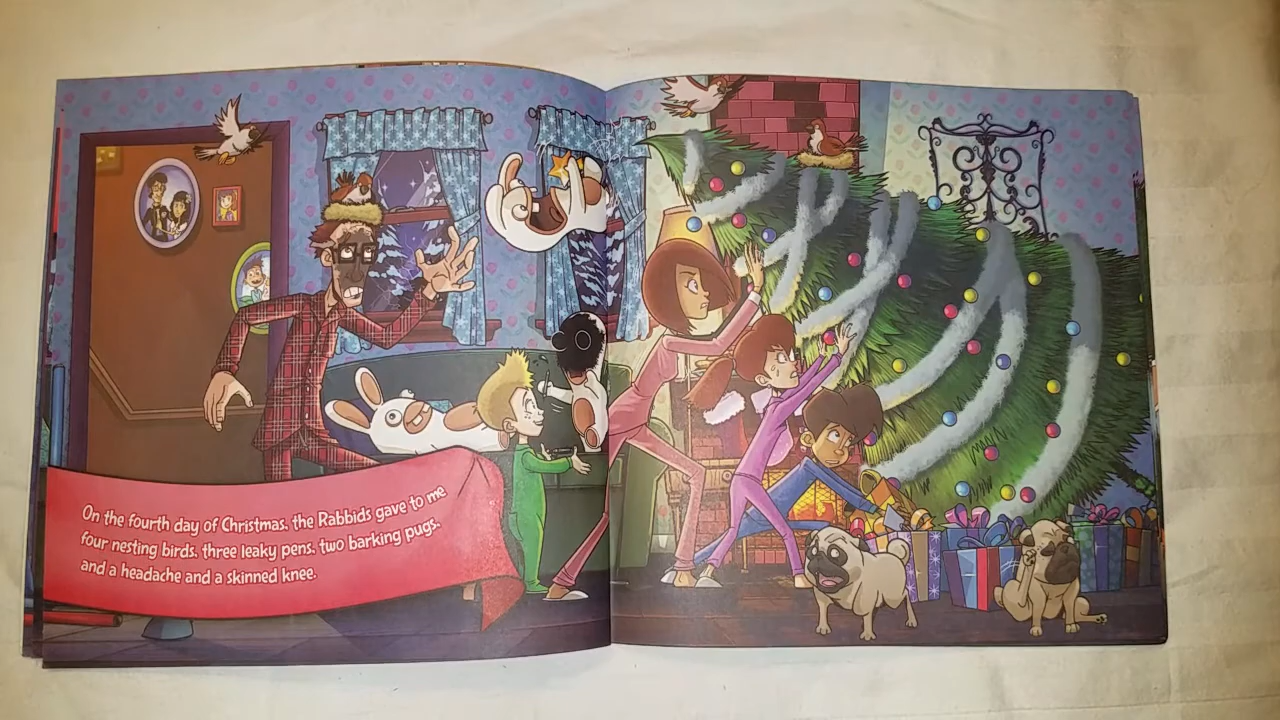 On the fourth day of Christmas, the Rabbids gave to me
four nesting birds, three leaky pens, two barking pugs,
and a headache and a skinned knee.